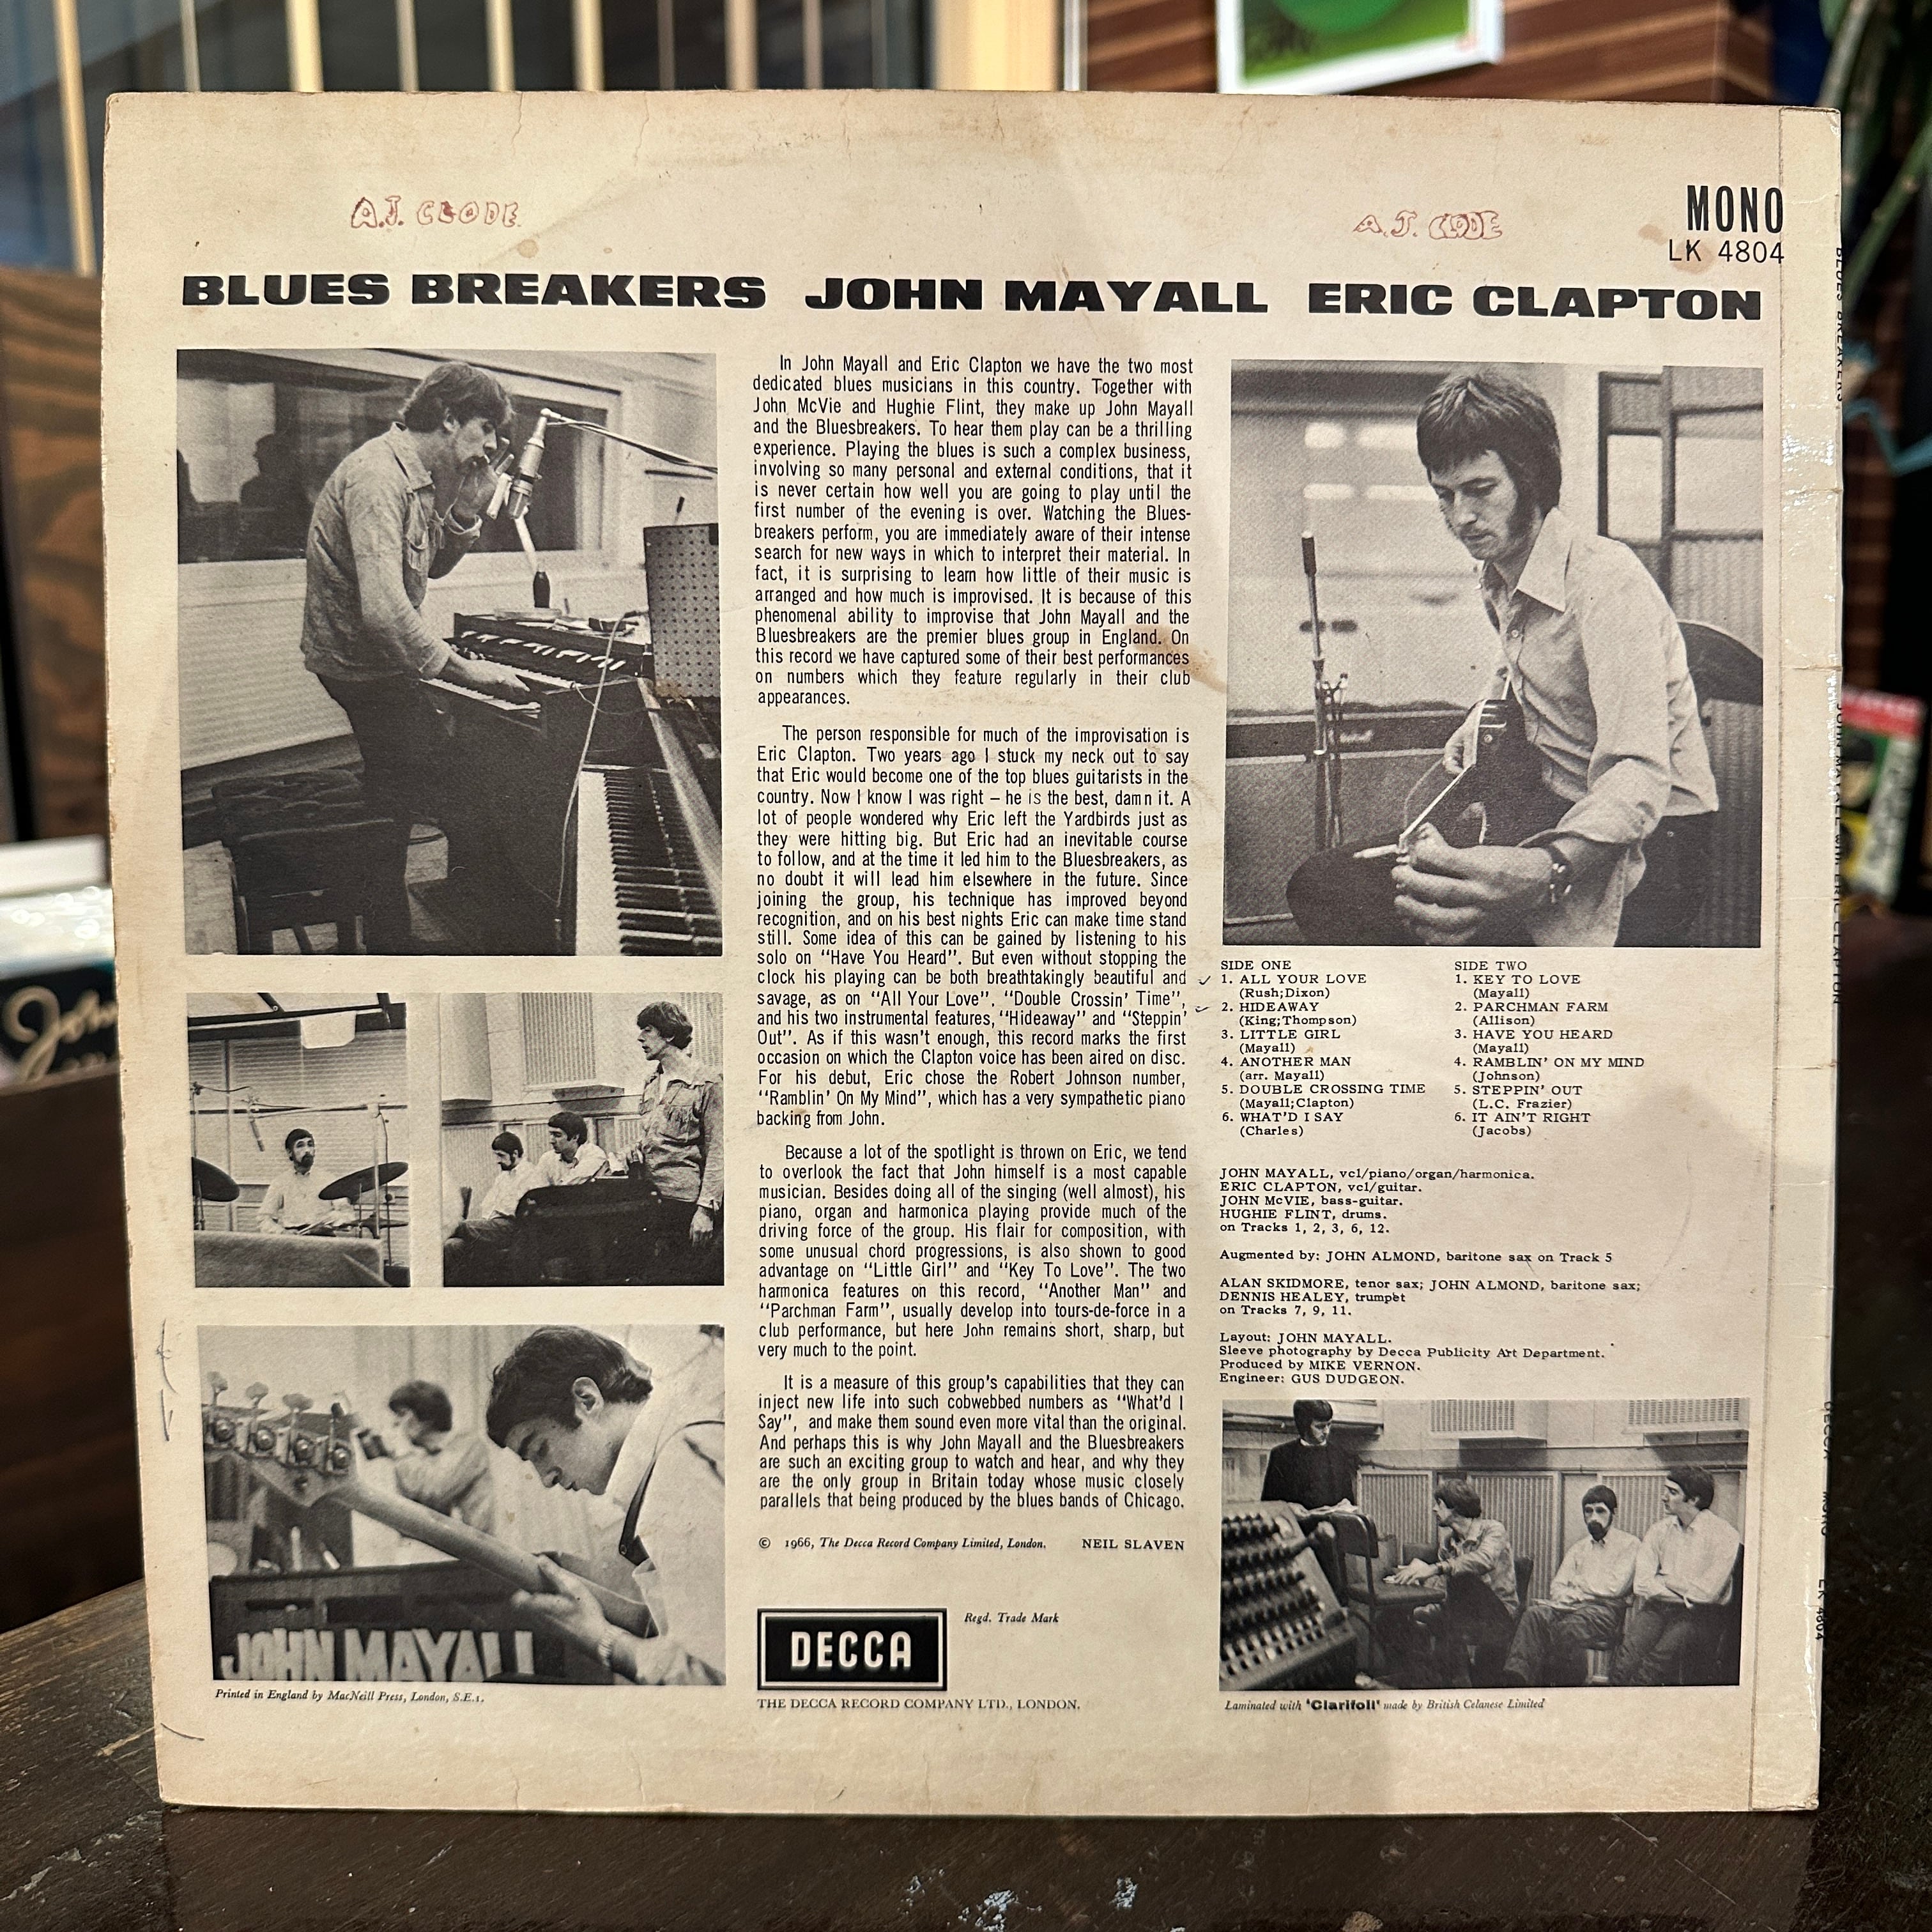 A.J. CLODE
A.J. CLODE
MONO
LK 4804
BLUES BREAKERS JOHN MAYALL ERIC CLAPTON
In John Mayall and Eric Clapton we have the two most
dedicated blues musicians in this country. Together with
John McVie and Hughie Flint, they make up John Mayall
and the Bluesbreakers. To hear them play can be a thrilling
experience. Playing the blues is such a complex business,
involving so many personal and external conditions, that it
is never certain how well you are going to play until the
first number of the evening is over. Watching the Blues-
breakers perform, you are immediately aware of their intense
search for new ways in which to interpret their material. In
fact, it is surprising to learn how little of their music is
arranged and how much is improvised. It is because of this
phenomenal ability to improvise that John Mayall and the
Bluesbreakers are the premier blues group in England. On
this record we have captured some of their best performances
on numbers which they feature regularly in their club
appearances.
The person responsible for much of the improvisation is
Eric Clapton. Two years ago I stuck my neck out to say
that Eric would become one of the top blues guitarists in the
country. Now I know I was right – he is the best, damn it. A
lot of people wondered why Eric left the Yardbirds just as
they were hitting big. But Eric had an inevitable course
to follow, and at the time it led him to the Bluesbreakers, as
no doubt it will lead him elsewhere in the future. Since
joining the group, his technique has improved beyond
recognition, and on his best nights Eric can make time stand
still. Some idea of this can be gained by listening to his
solo on "Have You Heard". But even without stopping the
clock his playing can be both breathtakingly beautiful and
savage, as on "All Your Love", "Double Crossin' Time",
and his two instrumental features, "Hideaway" and "Steppin'
Out". As if this wasn't enough, this record marks the first
occasion on which the Clapton voice has been aired on disc.
For his debut, Eric chose the Robert Johnson number,
"Ramblin' On My Mind", which has a very sympathetic piano
backing from John.
Because a lot of the spotlight is thrown on Eric, we tend
to overlook the fact that John himself is a most capable
musician. Besides doing all of the singing (well almost), his
piano, organ and harmonica playing provide much of the
driving force of the group. His flair for composition, with
some unusual chord progressions, is also shown to good
advantage on "Little Girl" and "Key To Love". The two
harmonica features on this record, "Another Man" and
"Parchman Farm", usually develop into tours-de-force in a
club performance, but here John remains short, sharp, but
very much to the point.
It is a measure of this group's capabilities that they can
inject new life into such cobwebbed numbers as "What'd I
Say", and make them sound even more vital than the original.
And perhaps this is why John Mayall and the Bluesbreakers
are such an exciting group to watch and hear, and why they
are the only group in Britain today whose music closely
parallels that being produced by the blues bands of Chicago.
© 1966, The Decca Record Company Limited, London. NEIL SLAVEN
DECCA
Regd. Trade Mark
THE DECCA RECORD COMPANY LTD., LONDON.
SIDE ONE
1. ALL YOUR LOVE
(Rush;Dixon)
2. HIDEAWAY
(King;Thompson)
3. LITTLE GIRL
(Mayall)
4. ANOTHER MAN
(arr. Mayall)
5. DOUBLE CROSSING TIME
(Mayall;Clapton)
6. WHAT'D I SAY
(Charles)
SIDE TWO
1. KEY TO LOVE
(Mayall)
2. PARCHMAN FARM
(Allison)
3. HAVE YOU HEARD
(Mayall)
4. RAMBLIN' ON MY MIND
(Johnson)
5. STEPPIN' OUT
(L.C. Frazier)
6. IT AIN'T RIGHT
(Jacobs)
JOHN MAYALL, vcl/piano/organ/harmonica.
ERIC CLAPTON, vcl/guitar.
JOHN McVIE, bass-guitar.
HUGHIE FLINT, drums.
on Tracks 1, 2, 3, 6, 12.
Augmented by: JOHN ALMOND, baritone sax on Track 5
ALAN SKIDMORE, tenor sax; JOHN ALMOND, baritone sax;
DENNIS HEALEY, trumpet
on Tracks 7, 9, 11.
Layout: JOHN MAYALL.
Sleeve photography by Decca Publicity Art Department.
Produced by MIKE VERNON.
Engineer: GUS DUDGEON.
JOHN MAYALL
Printed in England by MacNeill Press, London, S.E.1.
Laminated with 'Clarifoil' made by British Celanese Limited
BLUES BREAKERS JOHN MAYALL WITH ERIC CLAPTON DECCA MONO LK 4804
John